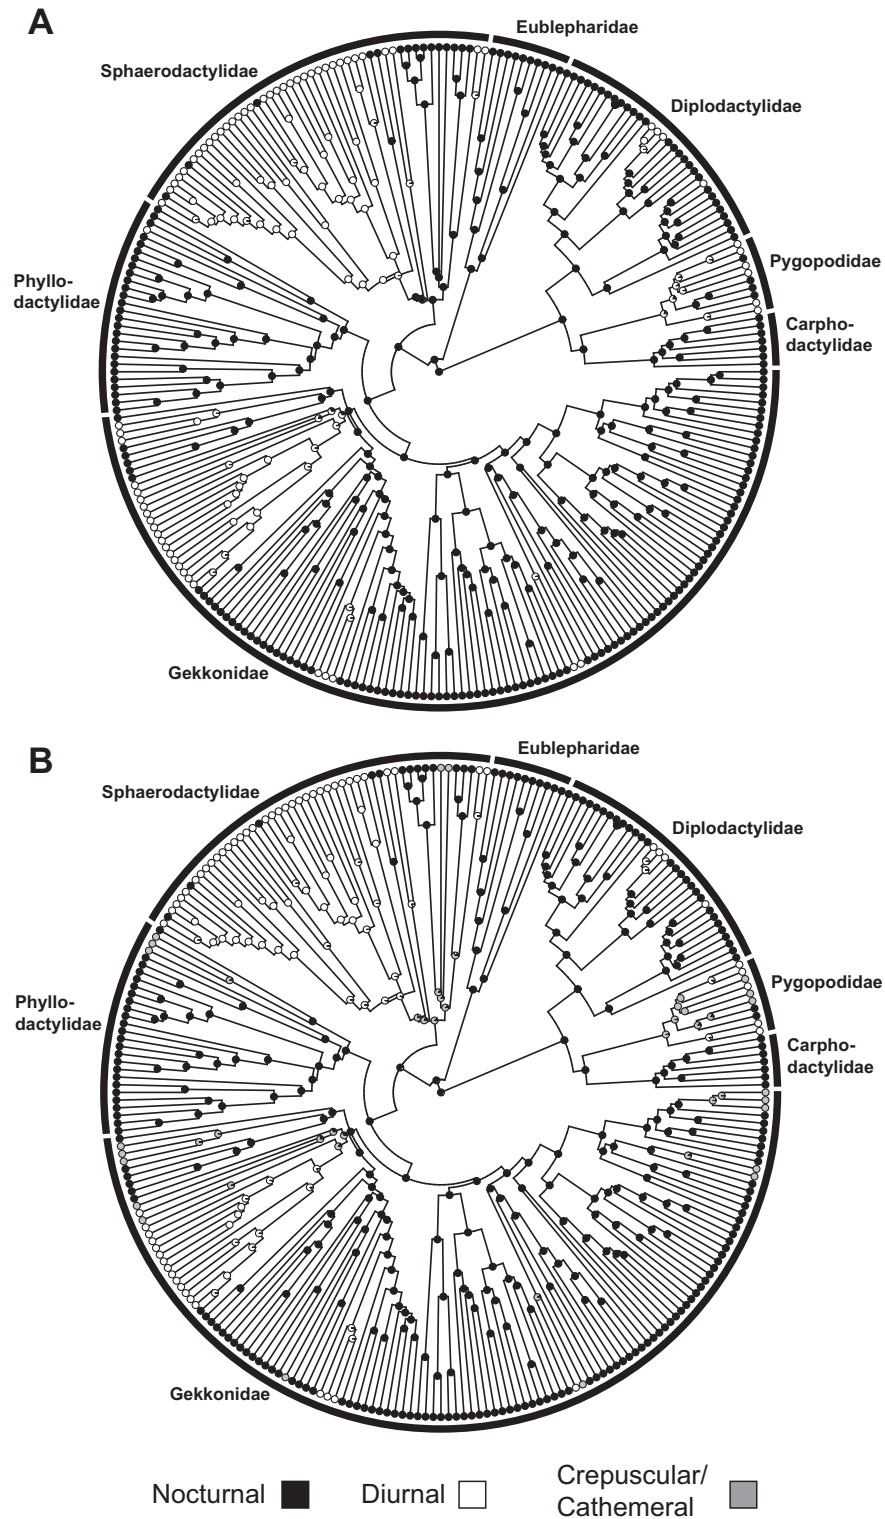 A
Eublepharidae
Sphaerodactylidae
Diplodactylidae
Pygopodidae
Phyllo-
dactylidae
Carpho-
dactylidae
Gekkonidae
B
Eublepharidae
Sphaerodactylidae
Diplodactylidae
Pygopodidae
Phyllo-
dactylidae
Carpho-
dactylidae
Gekkonidae
Nocturnal
Diurnal
Crepuscular/
Cathemeral